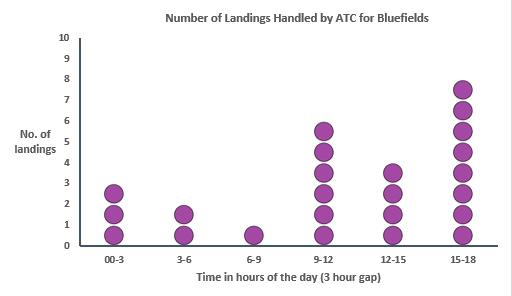 Number of Landings Handled by ATC for Bluefields
10
9
8
7
6
5
4
3
2
1
0
No. of
landings
00-3 3-6 6-9 9-12 12-15 15-18
Time in hours of the day (3 hour gap)